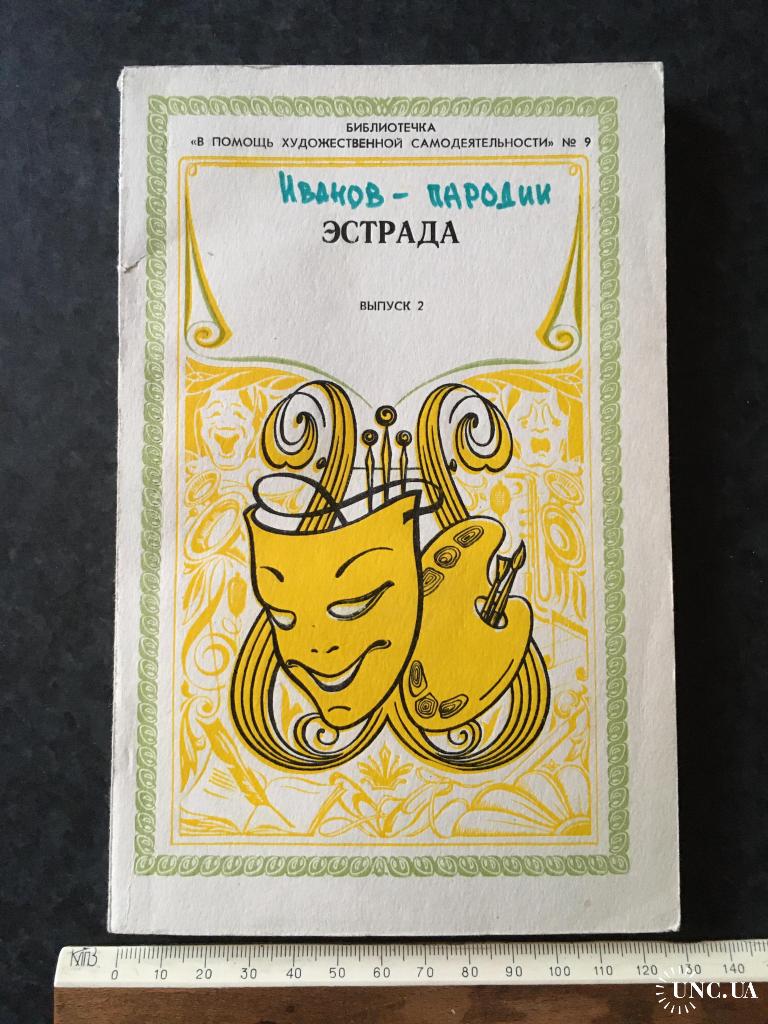 БИБЛИОТЕЧКА
«В ПОМОЩЬ ХУДОЖЕСТВЕННОЙ САМОДЕЯТЕЛЬНОСТИ» № 9
ИВАНОВ – ПАРОДИИ
ЭСТРАДА
ВЫПУСК 2
0 10 20 30 40 50 60 70 80 90 100 110 120 130 140
UNC.UA